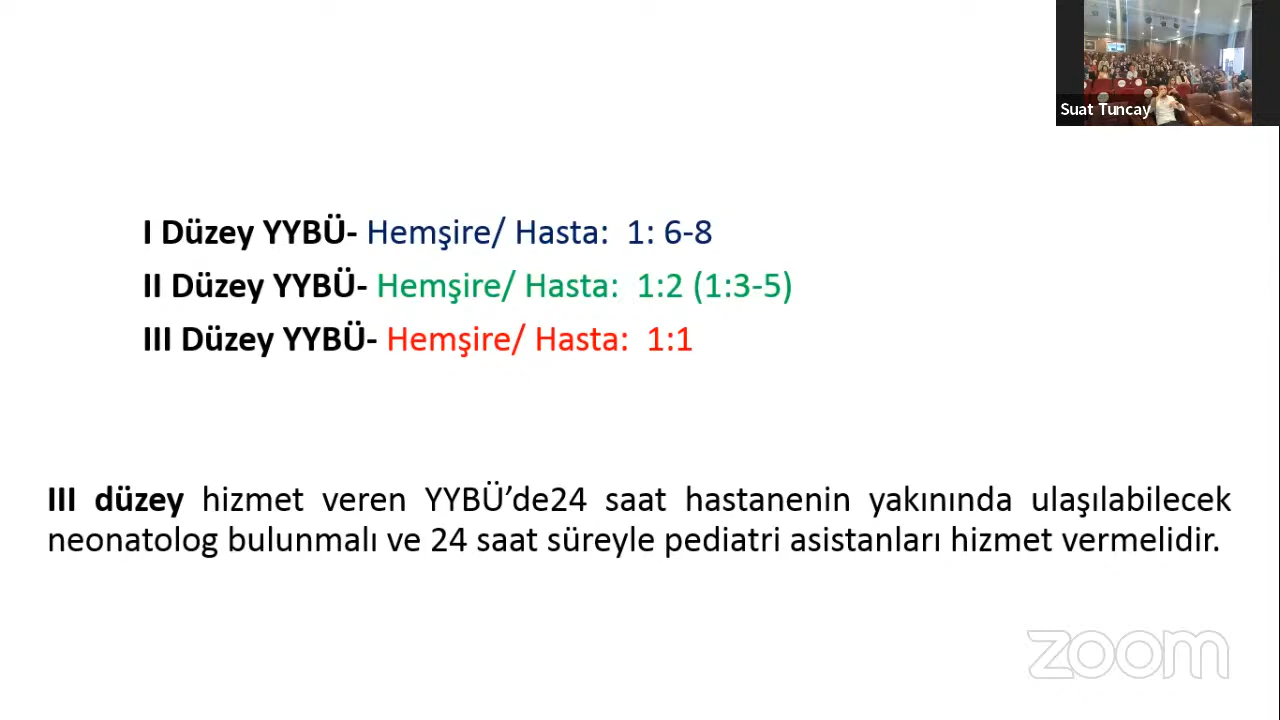 Suat Tuncay
I Düzey YYBÜ- Hemşire/ Hasta: 1: 6-8
II Düzey YYBÜ- Hemşire/ Hasta: 1:2 (1:3-5)
III Düzey YYBÜ- Hemşire/ Hasta: 1:1
III düzey hizmet veren YYBÜ’de24 saat hastanenin yakınında ulaşılabilecek
neonatolog bulunmalı ve 24 saat süreyle pediatri asistanları hizmet vermelidir.
zoom